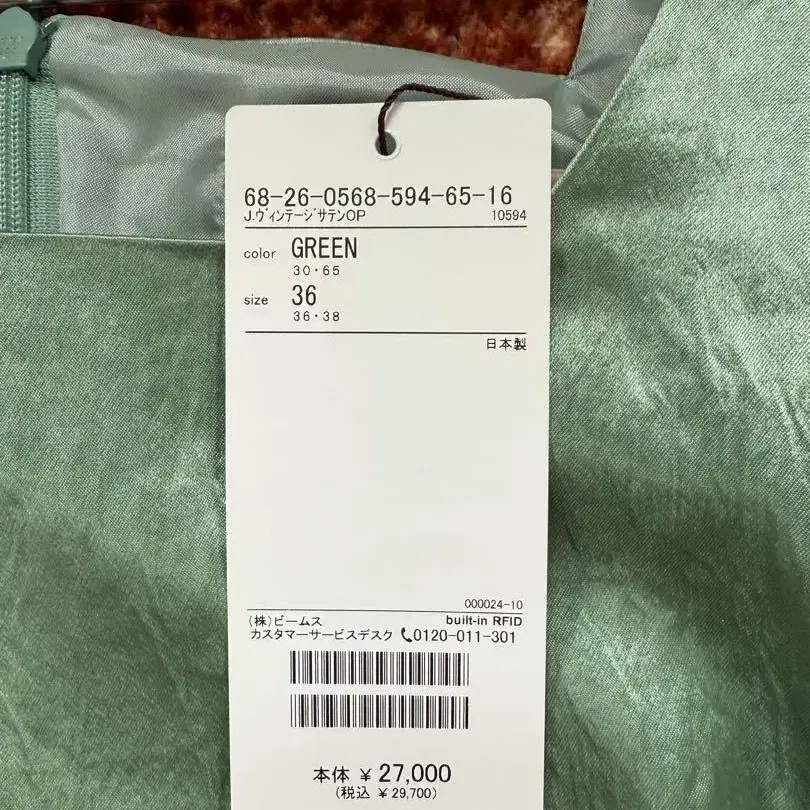 68-26-0568-594-65-16
J.ヴィンテージサテンOP 10594
color GREEN
30・65
size 36
36・38
日本製
000024-10
(株)ビームス built-in RFID
カスタマーサービスデスク 0120-011-301
本体 ¥ 27,000
(税込 ¥ 29,700)